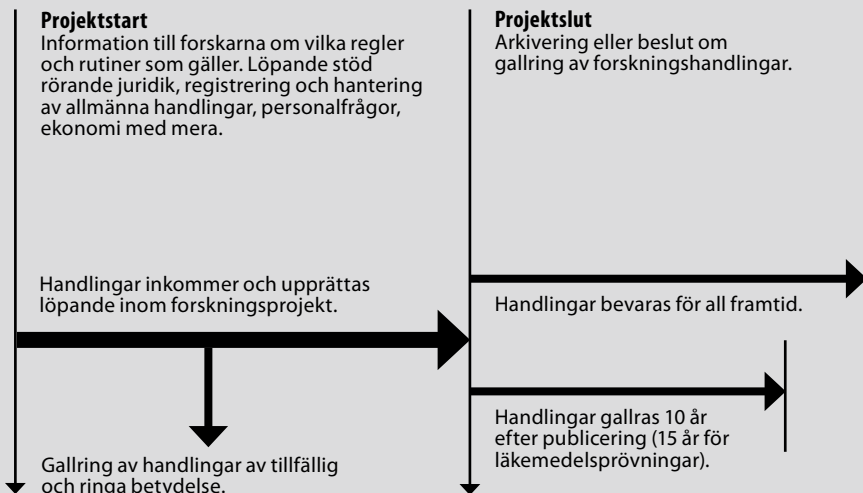 Projektstart
Information till forskarna om vilka regler
och rutiner som gäller. Löpande stöd
rörande juridik, registrering och hantering
av allmänna handlingar, personalfrågor,
ekonomi med mera.
Projektslut
Arkivering eller beslut om
gallring av forskningshandlingar.
Handlingar inkommer och upprättas
löpande inom forskningsprojekt.
Handlingar bevaras för all framtid.
Handlingar gallras 10 år
efter publicering (15 år för
läkemedelsprövningar).
Gallring av handlingar av tillfällig
och ringa betydelse.